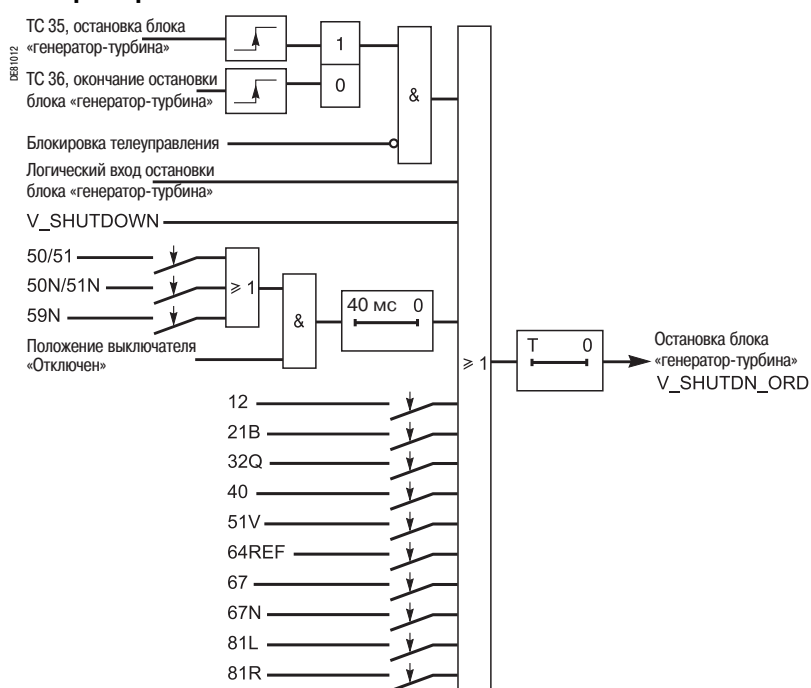 ТС 35, остановка блока
«генератор-турбина»
1
DE81012
ТС 36, окончание остановки
блока «генератор-турбина»
0
&
Блокировка телеуправления
Логический вход остановки
блока «генератор-турбина»
V_SHUTDOWN
50/51
50N/51N
59N
⩾ 1
Положение выключателя
«Отключен»
&
40 мс 0
⩾ 1
T 0
Остановка блока
«генератор-турбина»
V_SHUTDN_ORD
12
21B
32Q
40
51V
64REF
67
67N
81L
81R